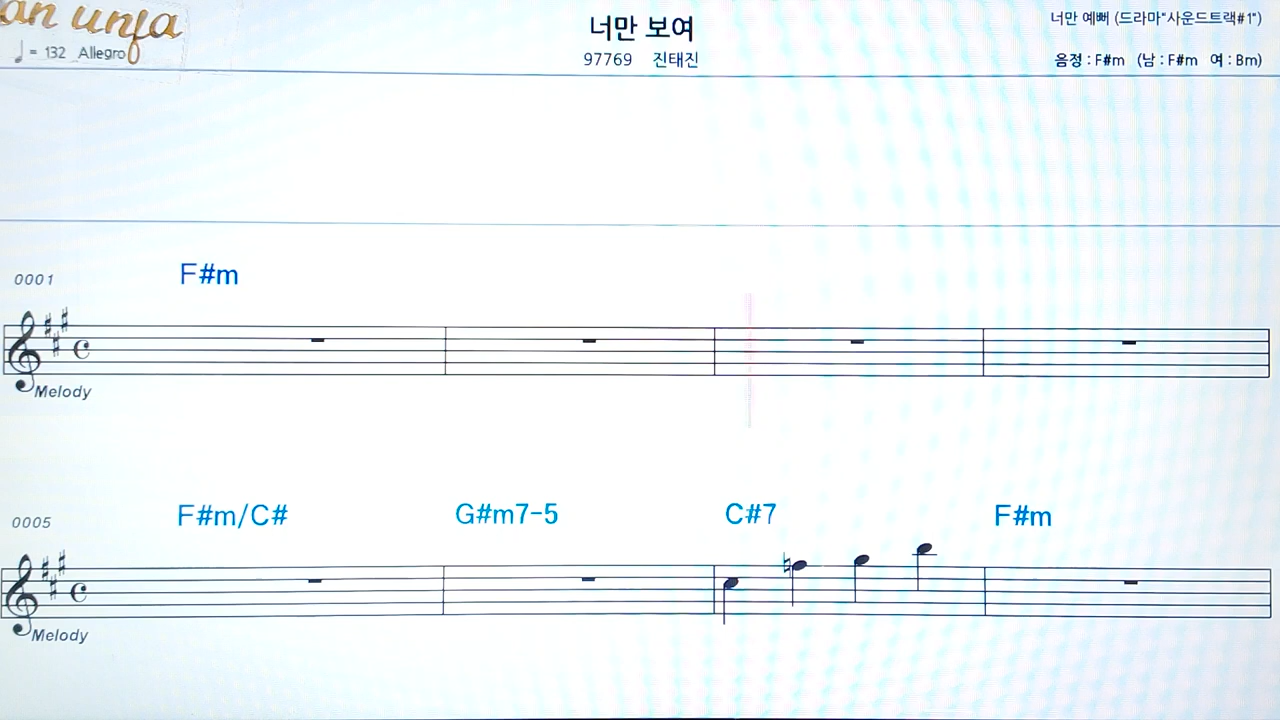 an unfa
♩= 132 Allegro
너만 보여
97769 진태진
너만 예뻐 (드라마"사운드트랙#1")
음정 : F#m (남 : F#m 여 : Bm)
0001
F#m
Melody
0005
F#m/C# G#m7-5 C#7 F#m
Melody